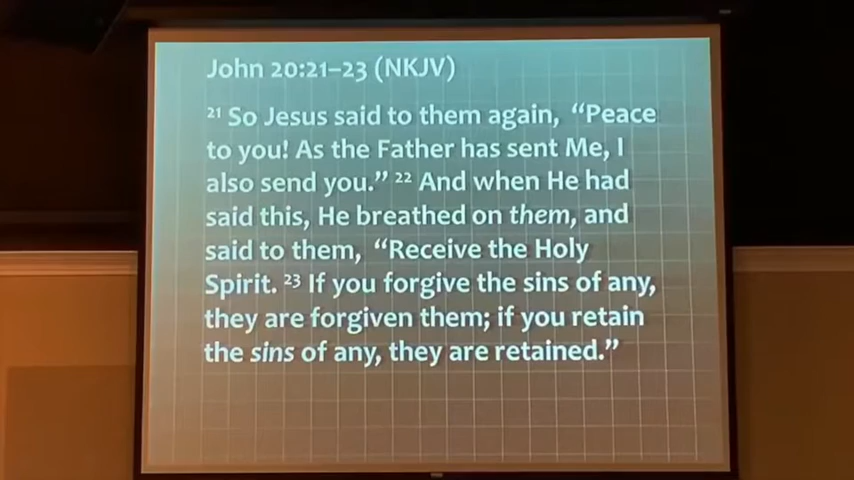 John 20:21–23 (NKJV)
21 So Jesus said to them again, “Peace
to you! As the Father has sent Me, I
also send you.” 22 And when He had
said this, He breathed on them, and
said to them, “Receive the Holy
Spirit. 23 If you forgive the sins of any,
they are forgiven them; if you retain
the sins of any, they are retained.”